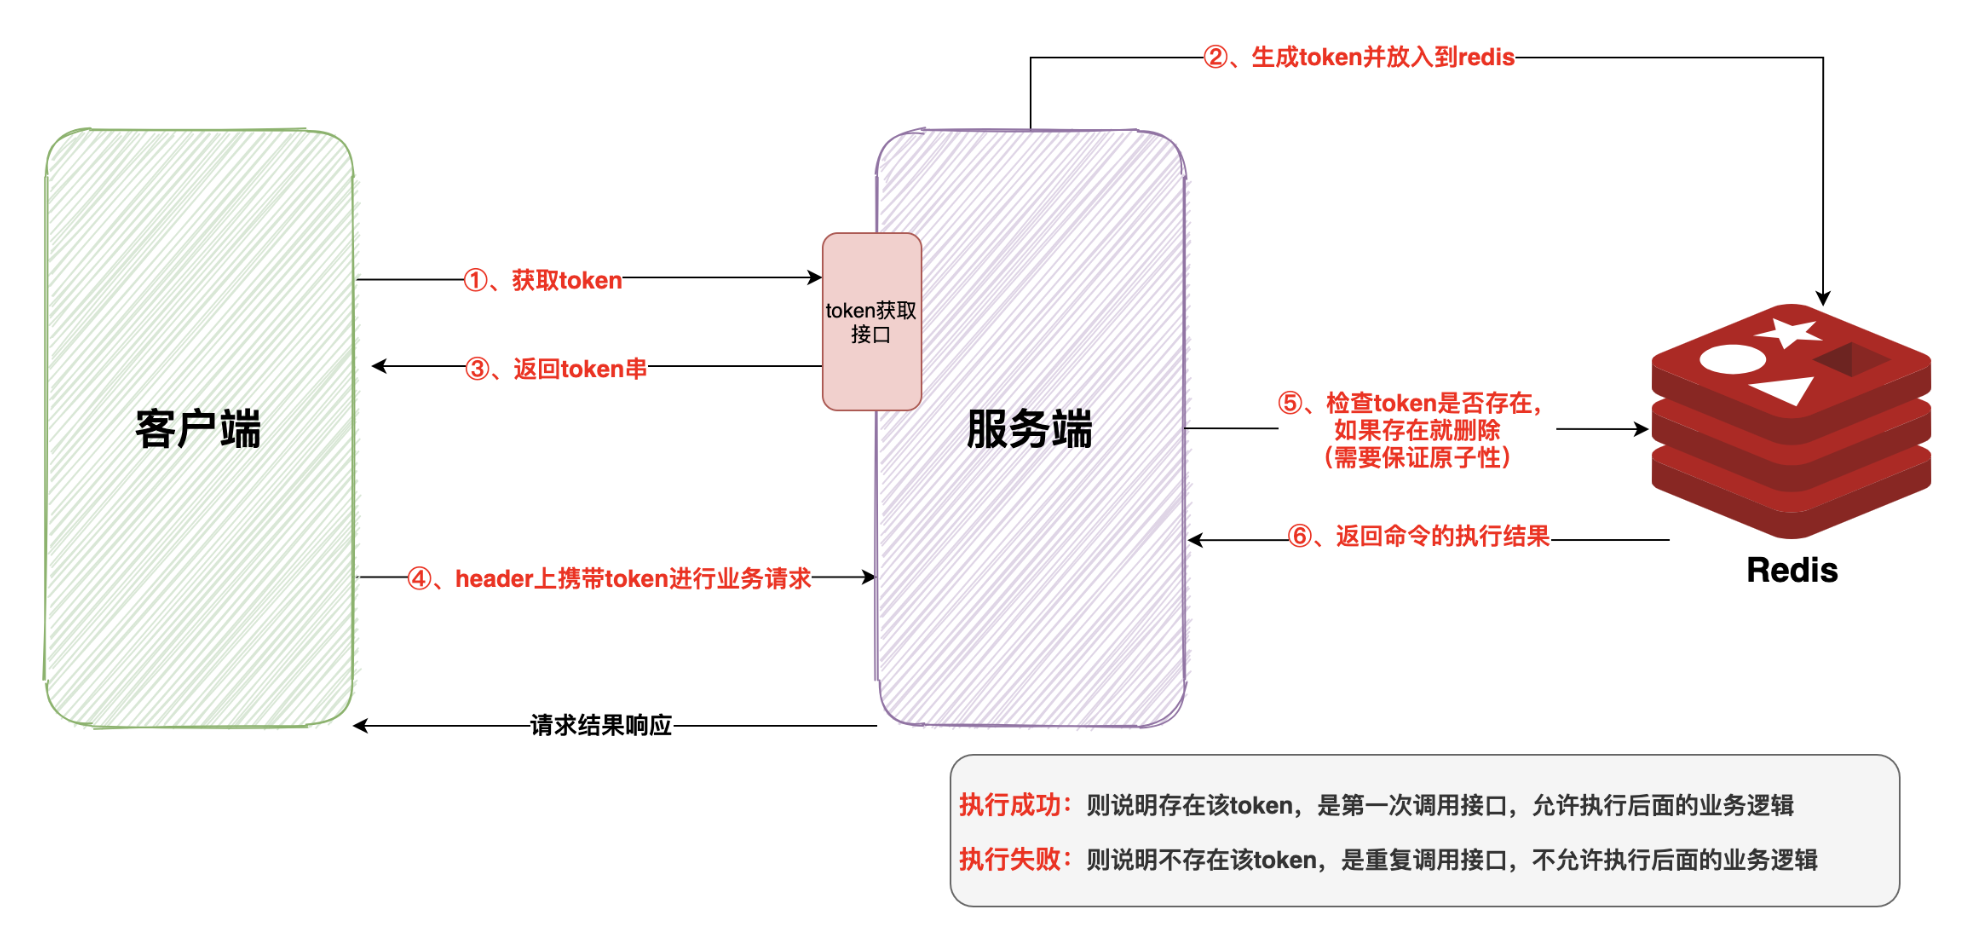 ②、生成token并放入到redis
①、获取token
token获取
接口
③、返回token串
客户端
服务端
⑤、检查token是否存在，
如果存在就删除
（需要保证原子性）
④、header上携带token进行业务请求
⑥、返回命令的执行结果
Redis
请求结果响应
执行成功：则说明存在该token，是第一次调用接口，允许执行后面的业务逻辑
执行失败：则说明不存在该token，是重复调用接口，不允许执行后面的业务逻辑